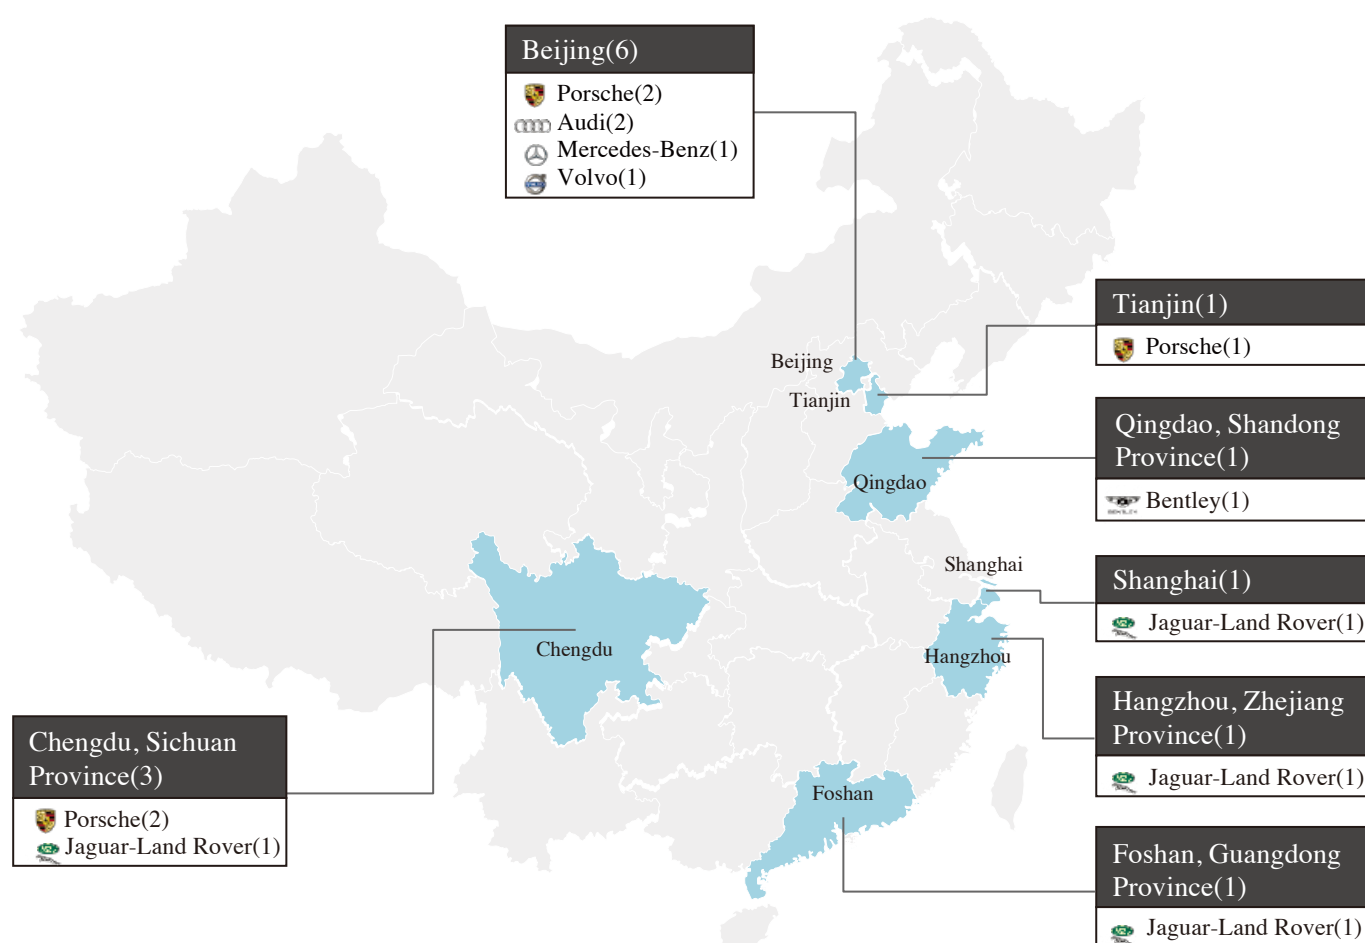 Beijing(6)
Porsche(2)
Audi(2)
Mercedes-Benz(1)
Volvo(1)
Tianjin(1)
Porsche(1)
Beijing
Tianjin
Qingdao, Shandong
Province(1)
Bentley(1)
Qingdao
Shanghai
Shanghai(1)
Jaguar-Land Rover(1)
Chengdu
Hangzhou
Hangzhou, Zhejiang
Province(1)
Jaguar-Land Rover(1)
Chengdu, Sichuan
Province(3)
Porsche(2)
Jaguar-Land Rover(1)
Foshan
Foshan, Guangdong
Province(1)
Jaguar-Land Rover(1)